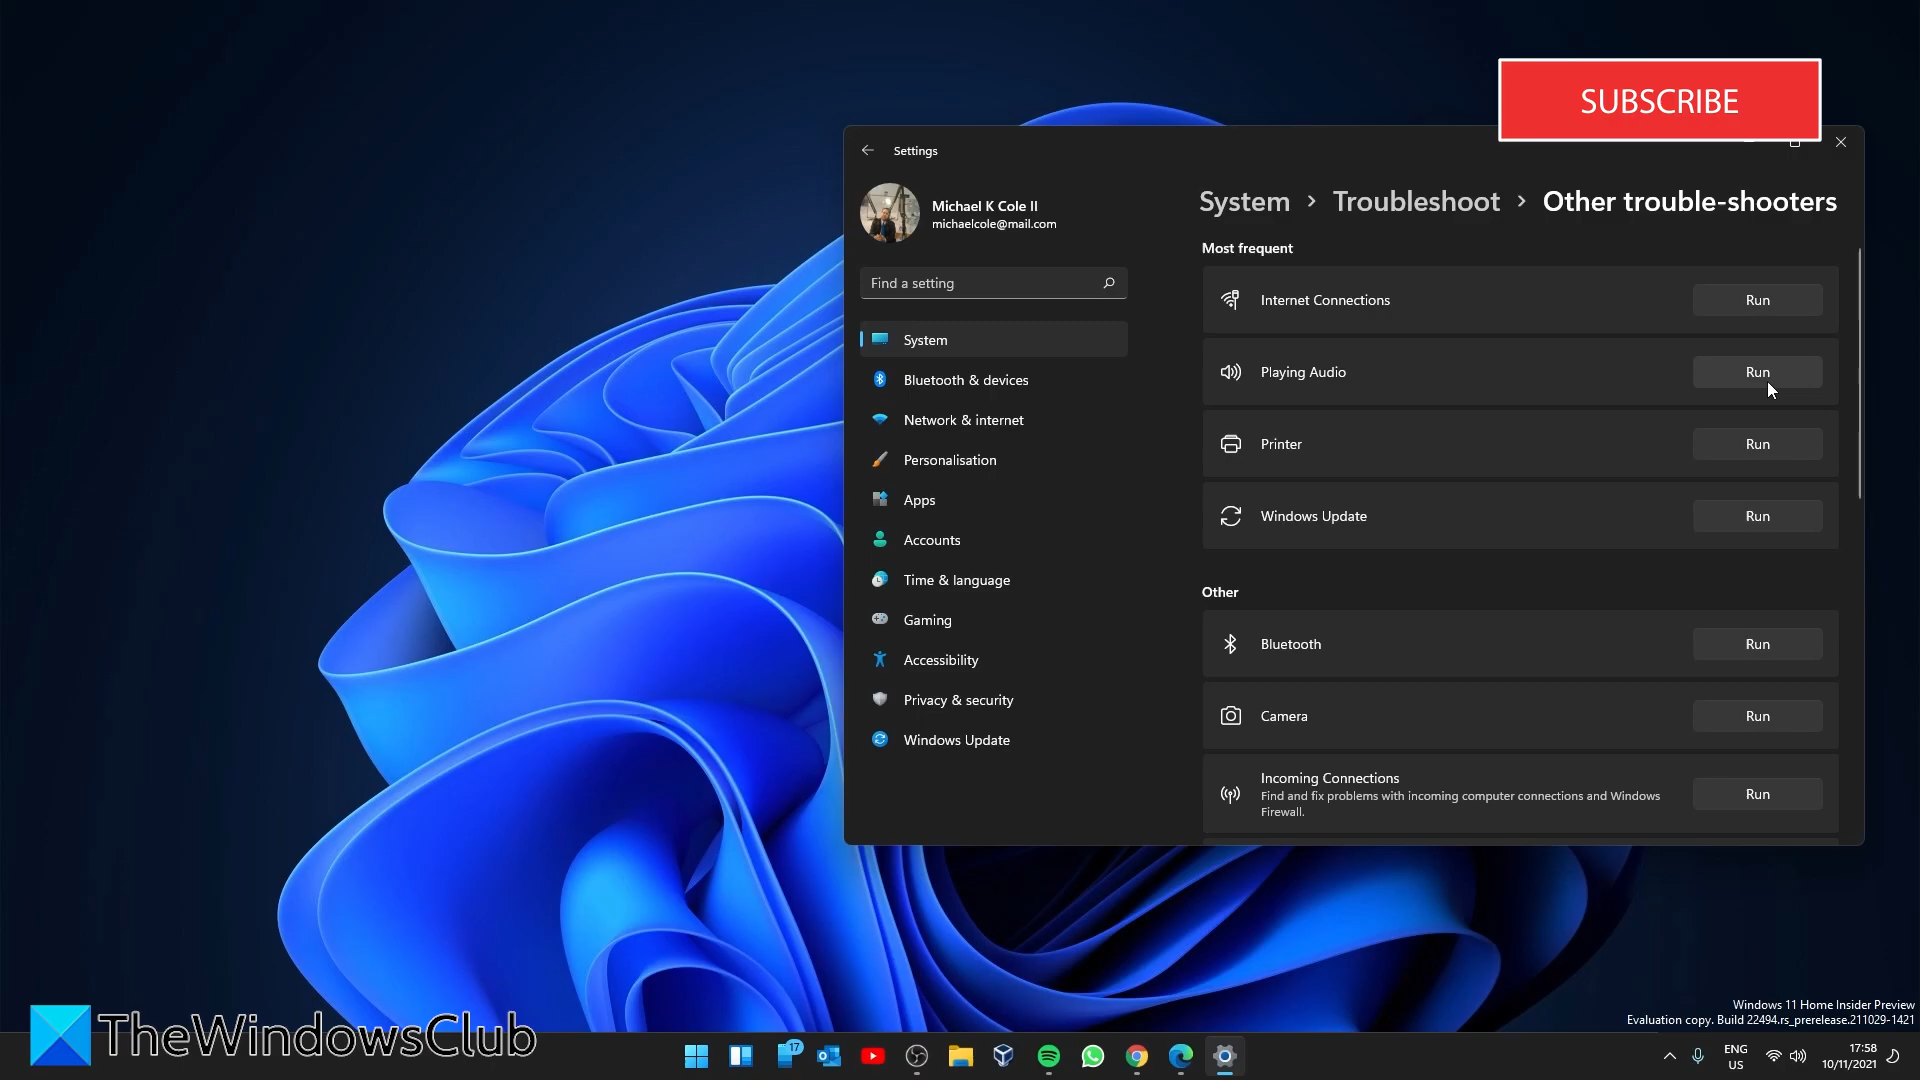 SUBSCRIBE
Settings
Michael K Cole II
michaelcole@mail.com
Find a setting
System
Bluetooth & devices
Network & internet
Personalisation
Apps
Accounts
Time & language
Gaming
Accessibility
Privacy & security
Windows Update
System > Troubleshoot > Other trouble-shooters
Most frequent
Internet Connections Run
Playing Audio Run
Printer Run
Windows Update Run
Other
Bluetooth Run
Camera Run
Incoming Connections
Find and fix problems with incoming computer connections and Windows
Firewall.
Run
Windows 11 Home Insider Preview
Evaluation copy. Build 22494.rs_prerelease.211029-1421
TheWindowsClub
17
ENG
US
17:58
10/11/2021